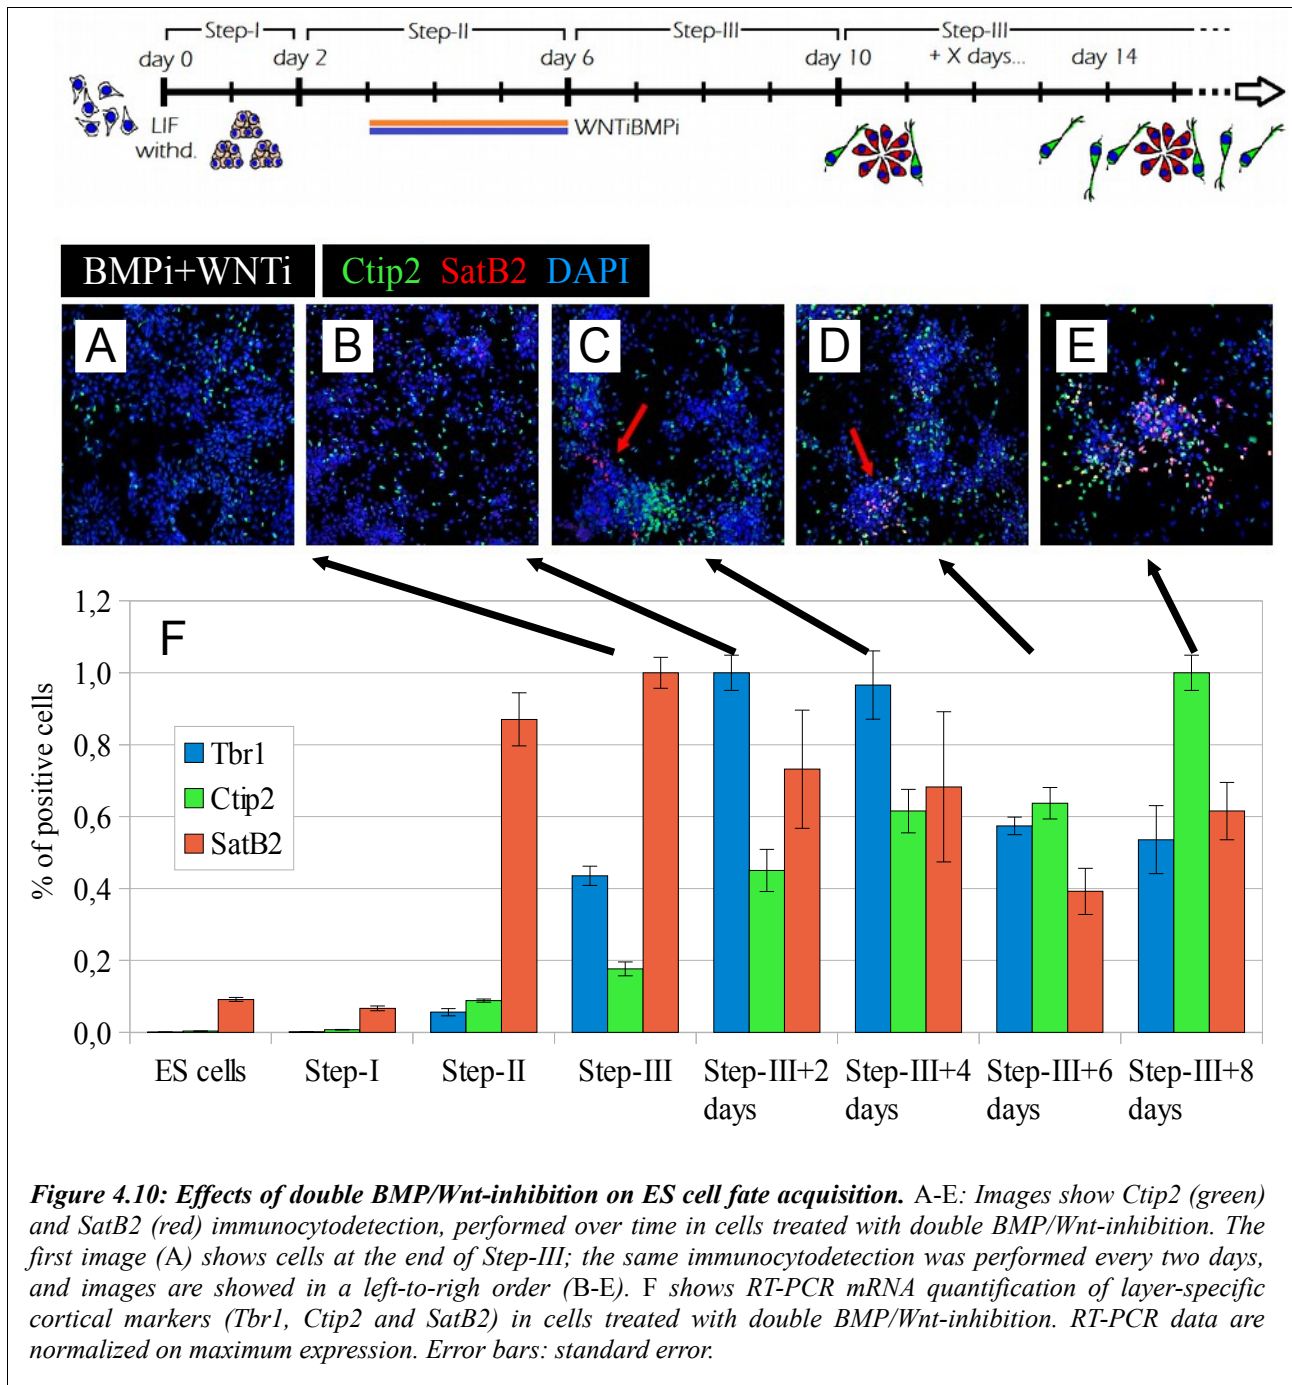 Step-I Step-II Step-III Step-III
day 0 day 2 day 6 day 10 + X days... day 14
LIF withd.
WNTiBMPi
BMPi+WNTi Ctip2 SatB2 DAPI
A B C D E
1,2
F
1,0
0,8
0,6
0,4
0,2
0,0
% of positive cells
Tbr1
Ctip2
SatB2
ES cells Step-I Step-II Step-III Step-III+2 days Step-III+4 days Step-III+6 days Step-III+8 days
Figure 4.10: Effects of double BMP/Wnt-inhibition on ES cell fate acquisition. A-E: Images show Ctip2 (green)
and SatB2 (red) immunocytodetection, performed over time in cells treated with double BMP/Wnt-inhibition. The
first image (A) shows cells at the end of Step-III; the same immunocytodetection was performed every two days,
and images are showed in a left-to-righ order (B-E). F shows RT-PCR mRNA quantification of layer-specific
cortical markers (Tbr1, Ctip2 and SatB2) in cells treated with double BMP/Wnt-inhibition. RT-PCR data are
normalized on maximum expression. Error bars: standard error.